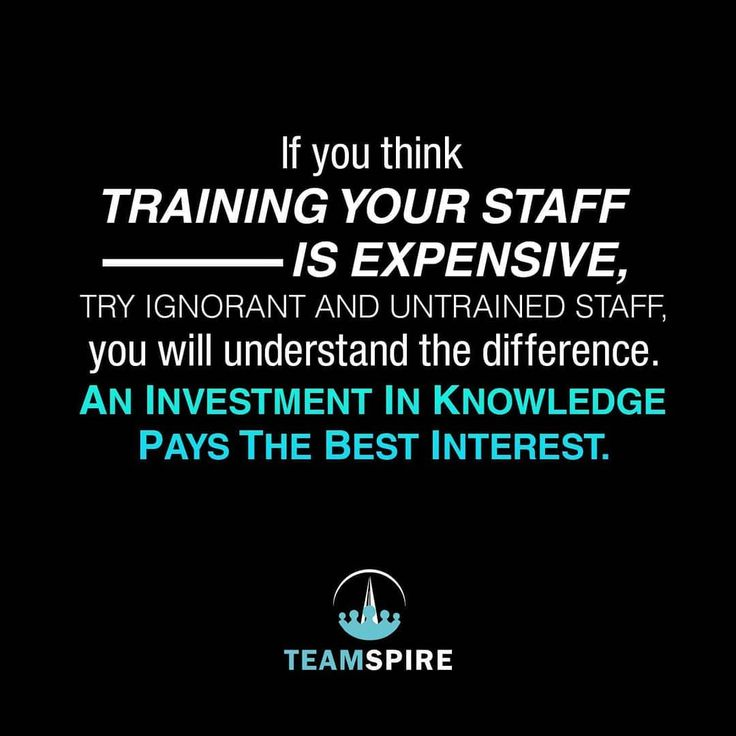 If you think
TRAINING YOUR STAFF
IS EXPENSIVE,
TRY IGNORANT AND UNTRAINED STAFF,
you will understand the difference.
AN INVESTMENT IN KNOWLEDGE
PAYS THE BEST INTEREST.
TEAMSPIRE